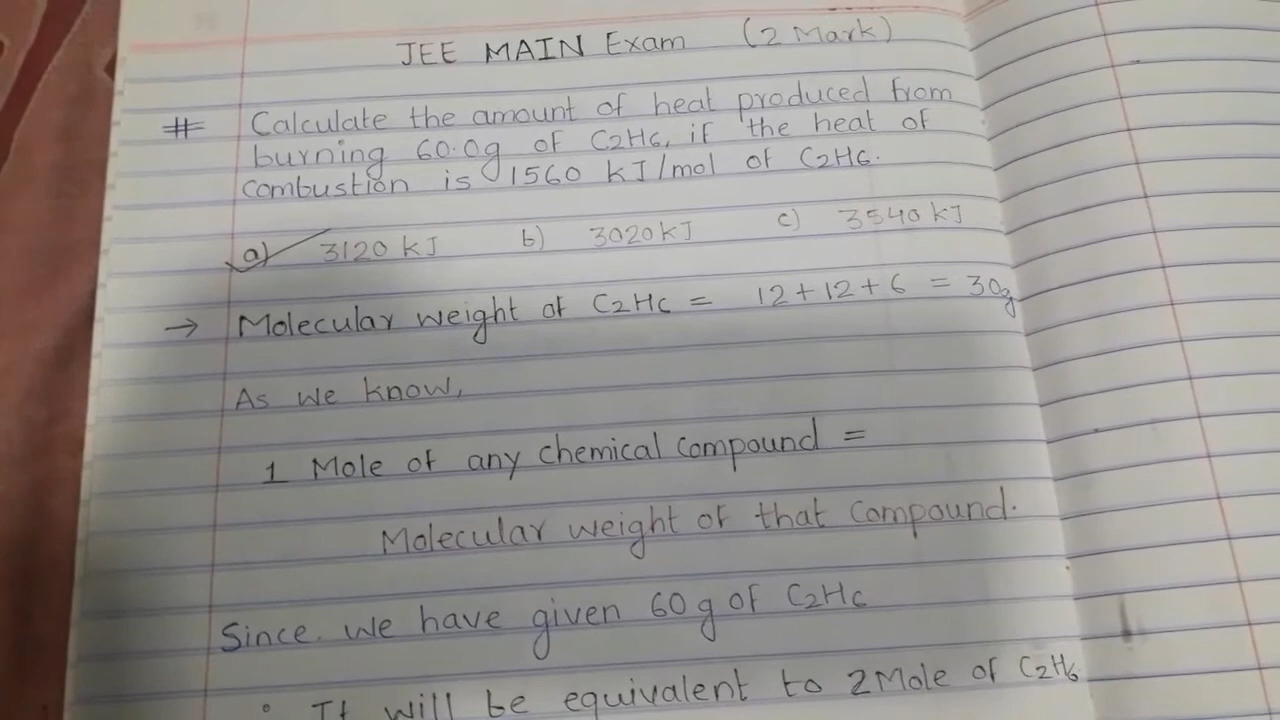 JEE MAIN Exam (2 Mark)
# Calculate the amount of heat produced from
burning 60.0g of C2H6, if the heat of
combustion is 1560 kJ/mol of C2H6.
a) 3120 kJ b) 3020 kJ c) 3540 kJ
→ Molecular weight of C2H6 = 12+12+6 = 30g
As we know,
1 Mole of any chemical compound =
Molecular weight of that compound.
Since. we have given 60 g of C2H6
∘ It will be equivalent to 2 Mole of C2H6